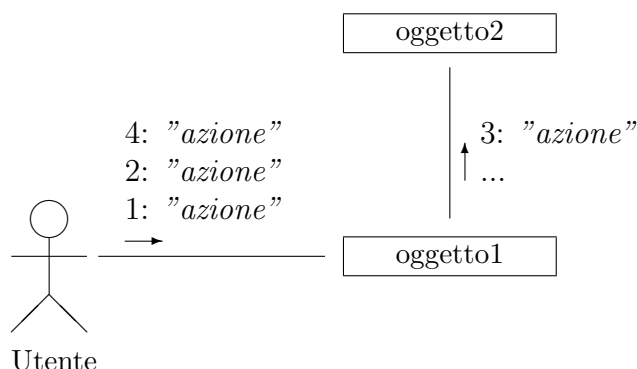 oggetto2
4: ”azione”
2: ”azione”
1: ”azione”
3: ”azione”
...
oggetto1
Utente